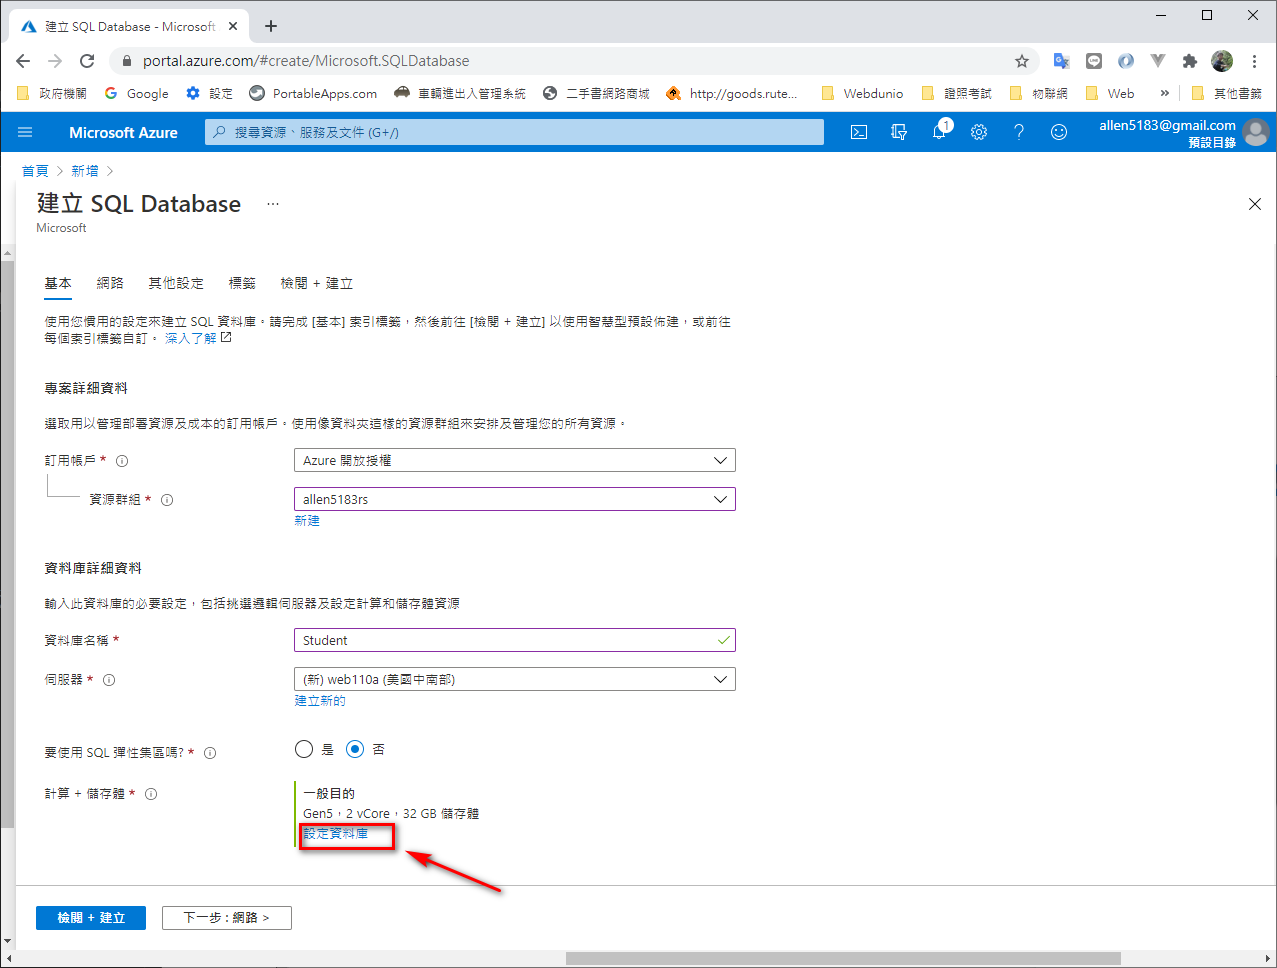 建立 SQL Database - Microsoft
portal.azure.com/#create/Microsoft.SQLDatabase
政府機關 Google 設定 PortableApps.com 車輛進出入管理系統 二手書網路商城 http://goods.rute... Webdunio 證照考試 物聯網 Web » 其他書籤
Microsoft Azure 搜尋資源、服務及文件 (G+/) 1 allen5183@gmail.com
預設目錄
首頁 > 新增 >
建立 SQL Database ...
Microsoft
基本 網路 其他設定 標籤 檢閱 + 建立
使用您慣用的設定來建立 SQL 資料庫。請完成 [基本] 索引標籤，然後前往 [檢閱 + 建立] 以使用智慧型預設佈建，或前往
每個索引標籤自訂。 深入了解
專案詳細資料
選取用以管理部署資源及成本的訂用帳戶。使用像資料夾這樣的資源群組來安排及管理您的所有資源。
訂用帳戶 * Azure 開放授權
資源群組 * allen5183rs
新建
資料庫詳細資料
輸入此資料庫的必要設定，包括挑選邏輯伺服器及設定計算和儲存體資源
資料庫名稱 * Student
伺服器 * (新) web110a (美國中南部)
建立新的
要使用 SQL 彈性集區嗎? * 是 否
計算 + 儲存體 * 一般目的
Gen5，2 vCore，32 GB 儲存體
設定資料庫
檢閱 + 建立 下一步 : 網路 >